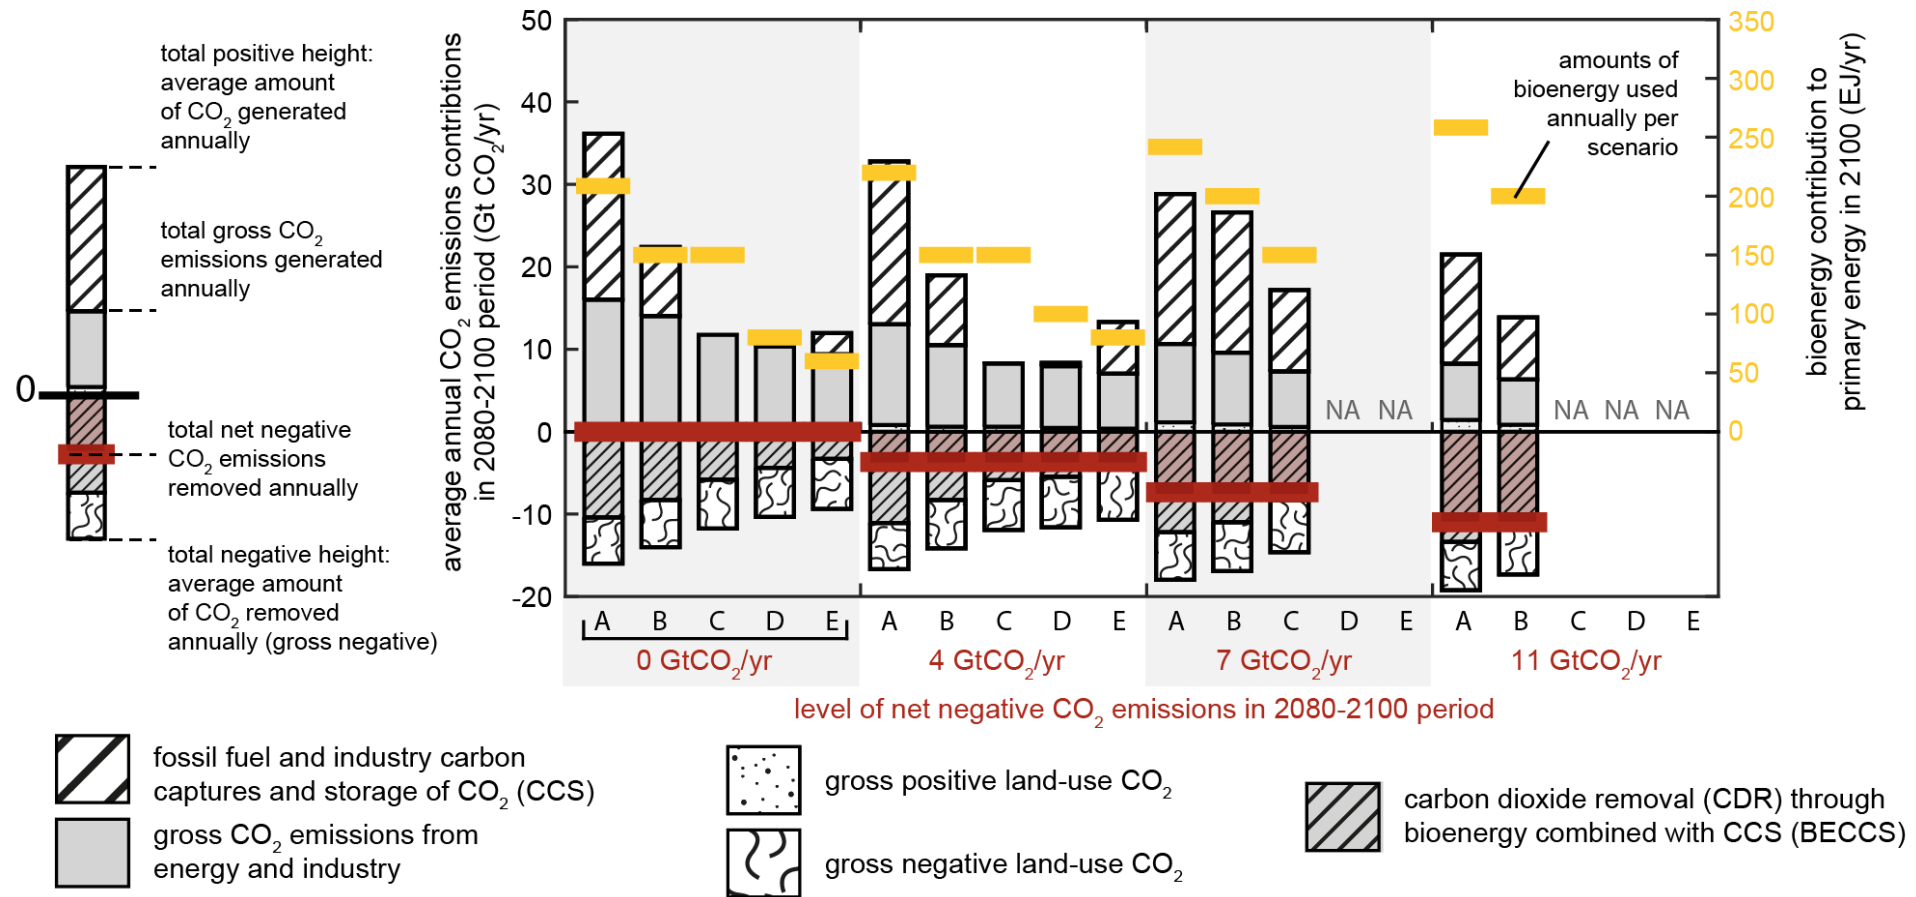 total positive height:
average amount
of CO₂ generated
annually
total gross CO₂
emissions generated
annually
0
total net negative
CO₂ emissions
removed annually
total negative height:
average amount
of CO₂ removed
annually (gross negative)
average annual CO₂ emissions contribtions
in 2080-2100 period (Gt CO₂/yr)
50
40
30
20
10
0
-10
-20
350
300
250
200
150
100
50
0
bioenergy contribution to
primary energy in 2100 (EJ/yr)
amounts of
bioenergy used
annually per
scenario
NA NA
NA NA NA
A B C D E A B C D E A B C D E A B C D E
0 GtCO₂/yr 4 GtCO₂/yr 7 GtCO₂/yr 11 GtCO₂/yr
level of net negative CO₂ emissions in 2080-2100 period
fossil fuel and industry carbon
captures and storage of CO₂ (CCS)
gross CO₂ emissions from
energy and industry
gross positive land-use CO₂
gross negative land-use CO₂
carbon dioxide removal (CDR) through
bioenergy combined with CCS (BECCS)